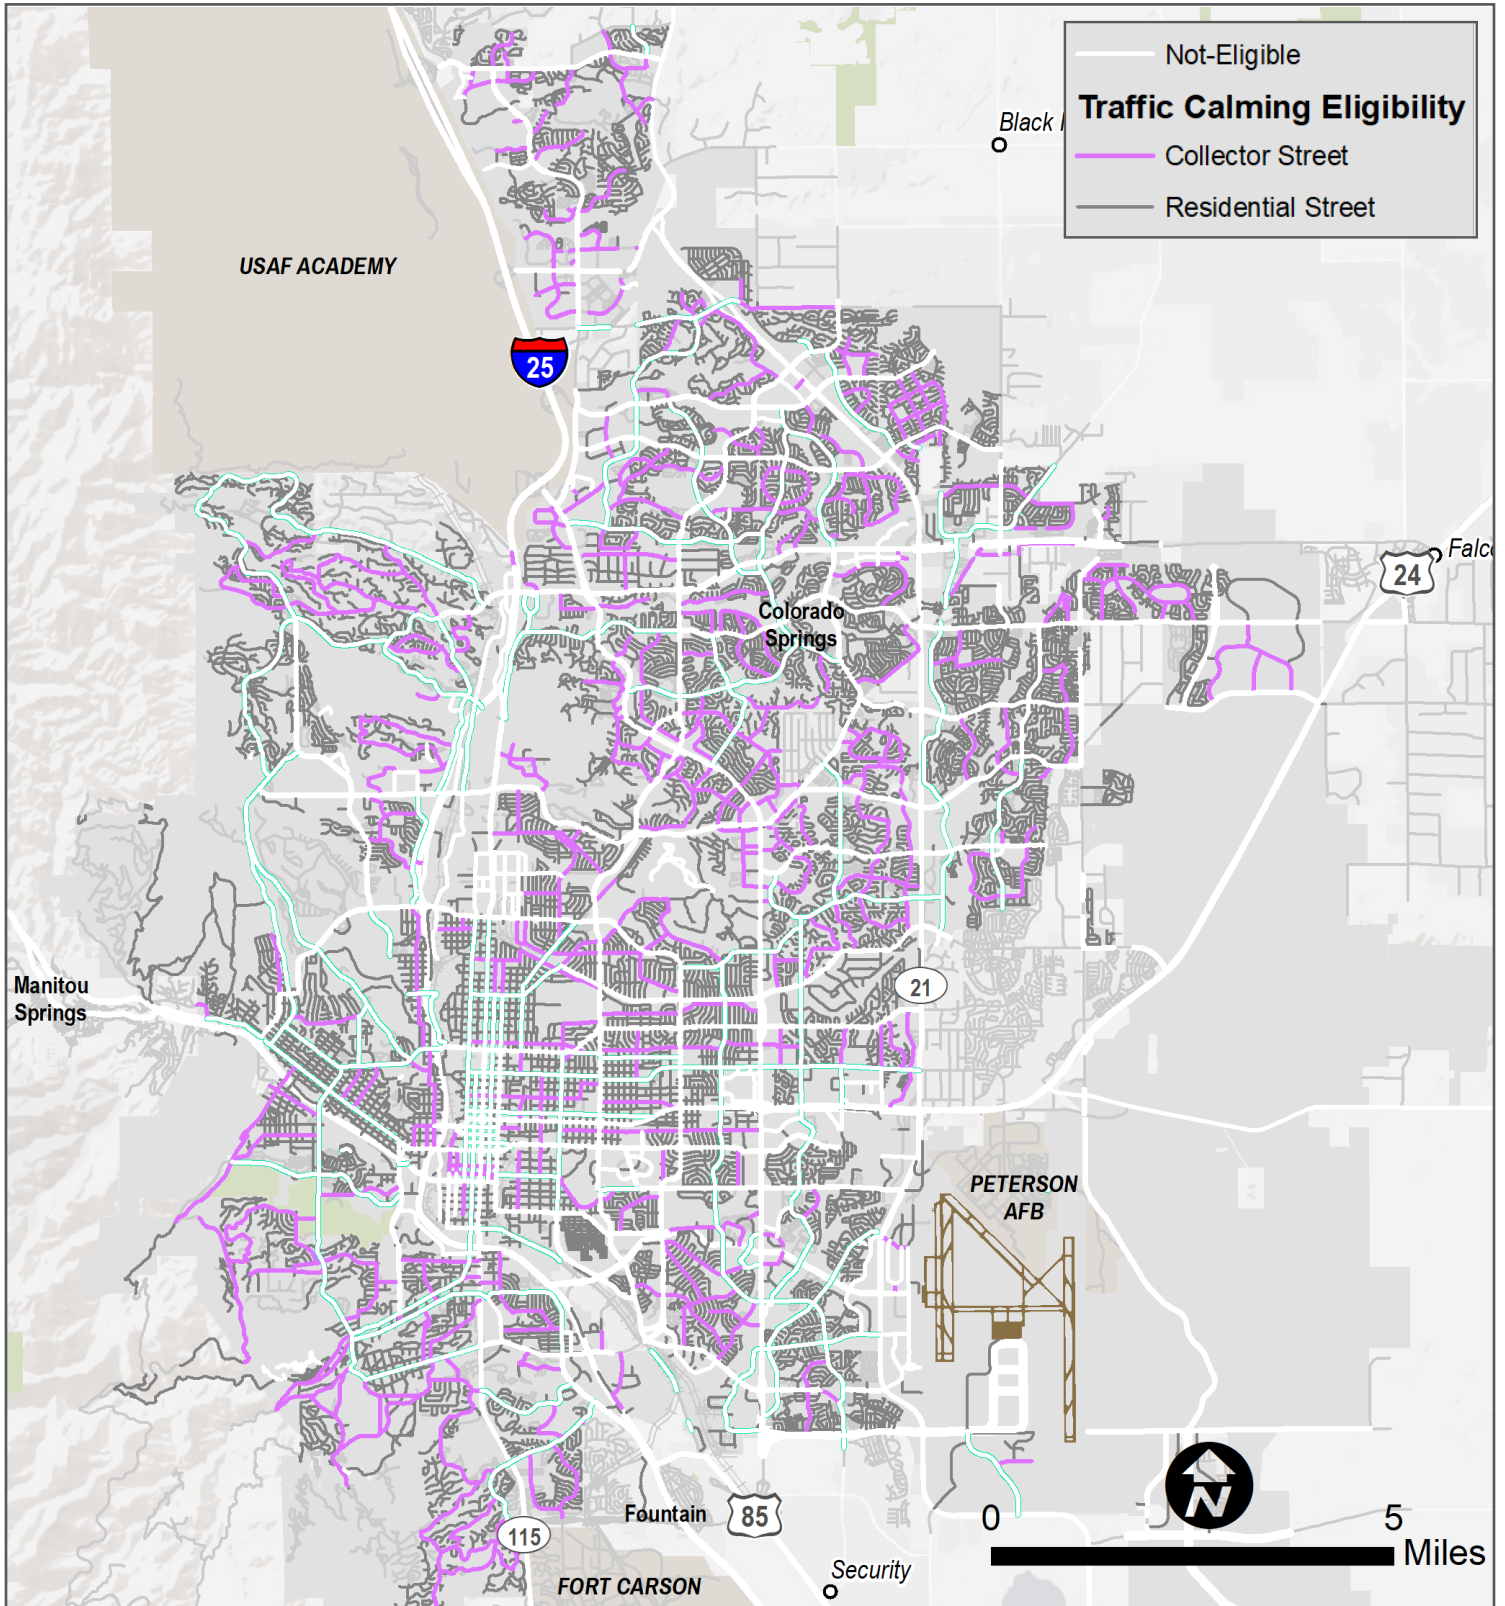 Not-Eligible
Traffic Calming Eligibility
Collector Street
Residential Street
Black
USAF ACADEMY
25
Falc
24
Colorado
Springs
Manitou
Springs
21
PETERSON
AFB
N
0
5
Miles
Fountain
85
115
Security
FORT CARSON